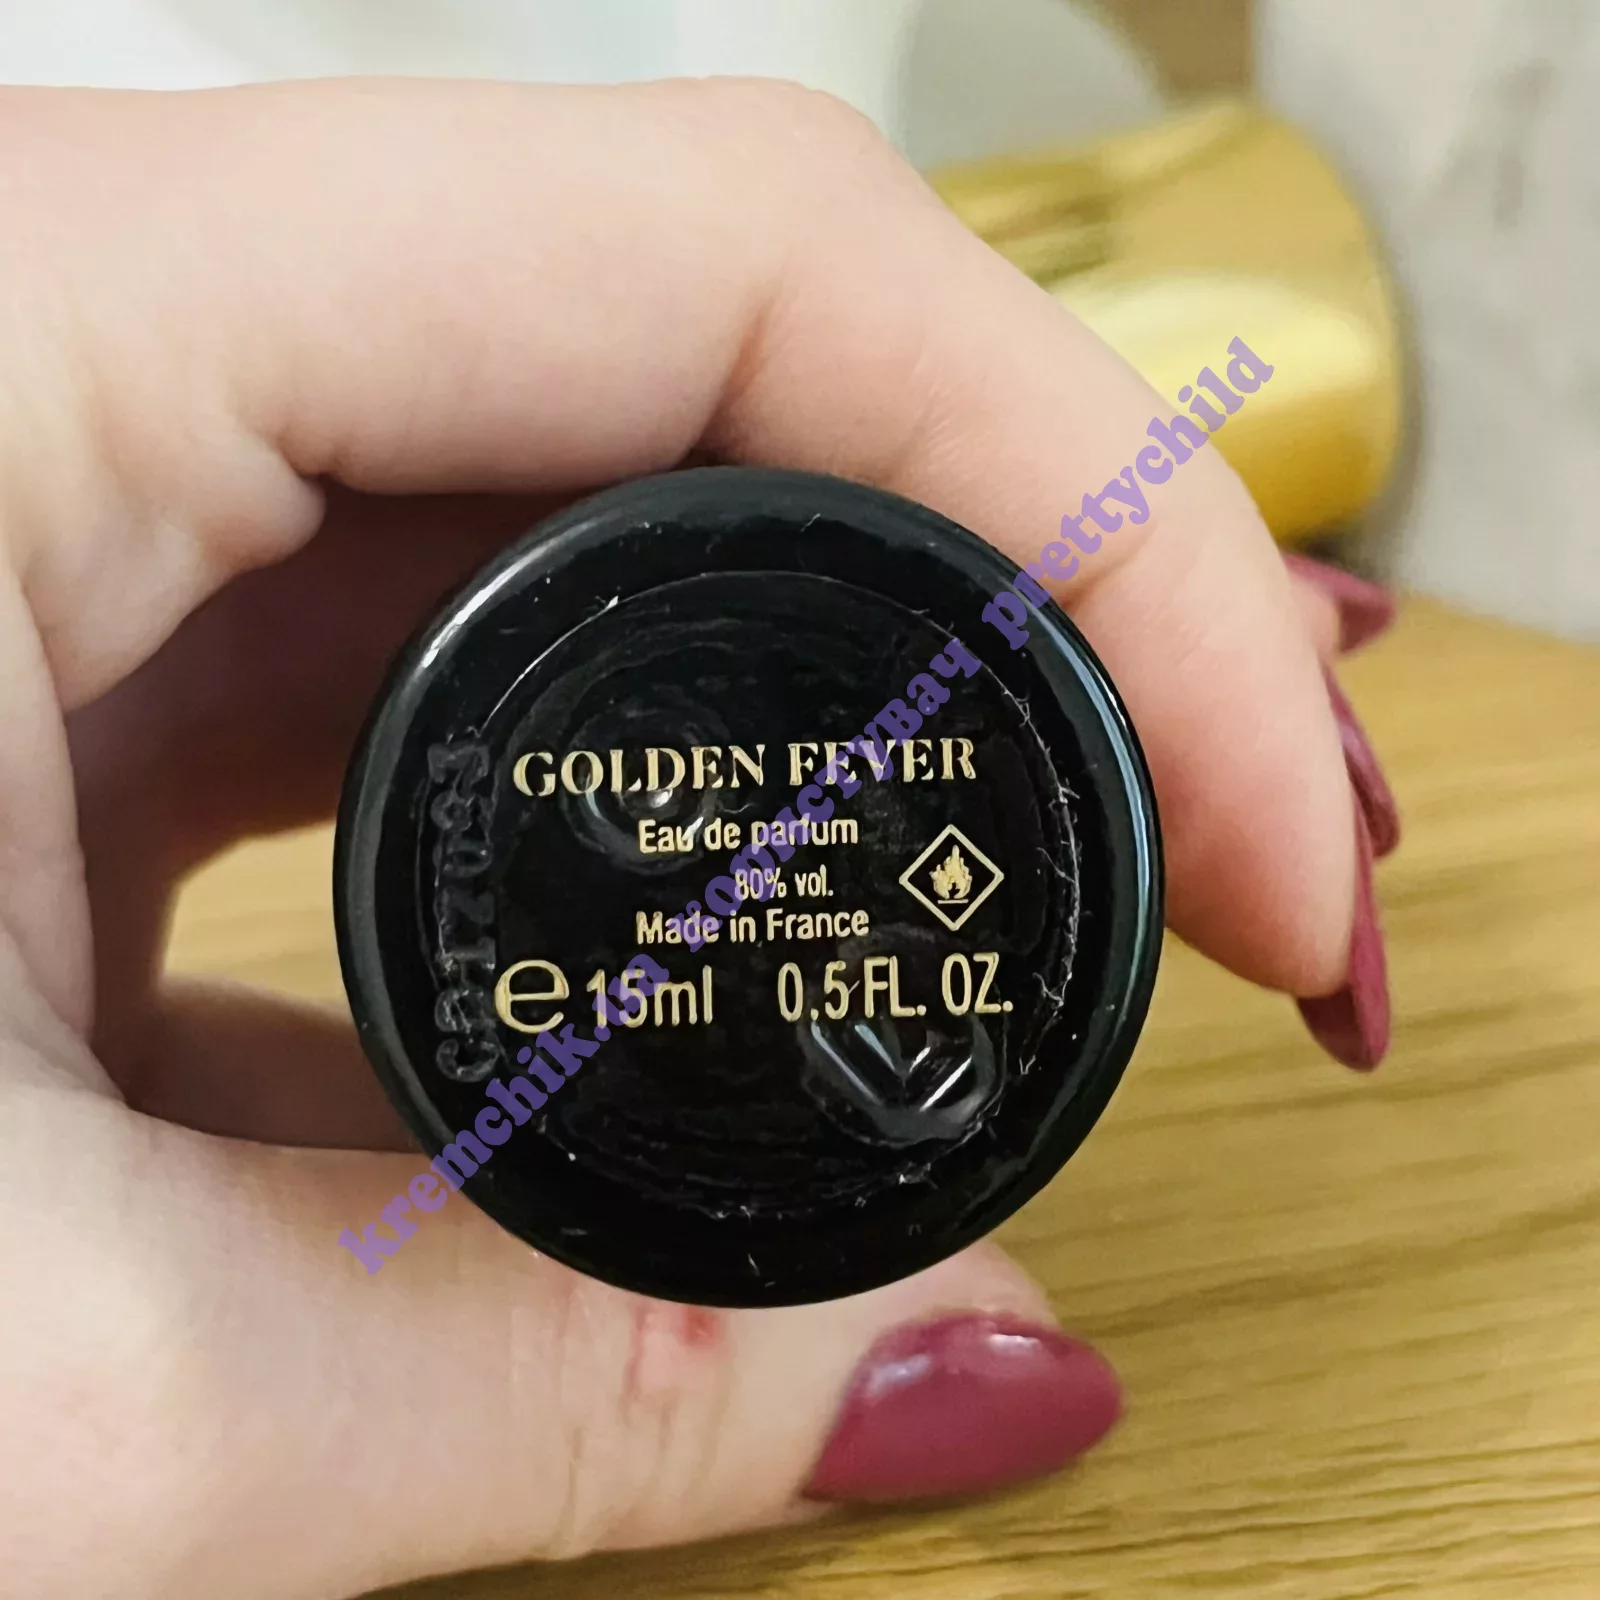 GOLDEN FEVER
Eau de parfum
80% vol.
Made in France
e 15ml 0.5 FL. OZ.
kremchik.ua користувач prettychild